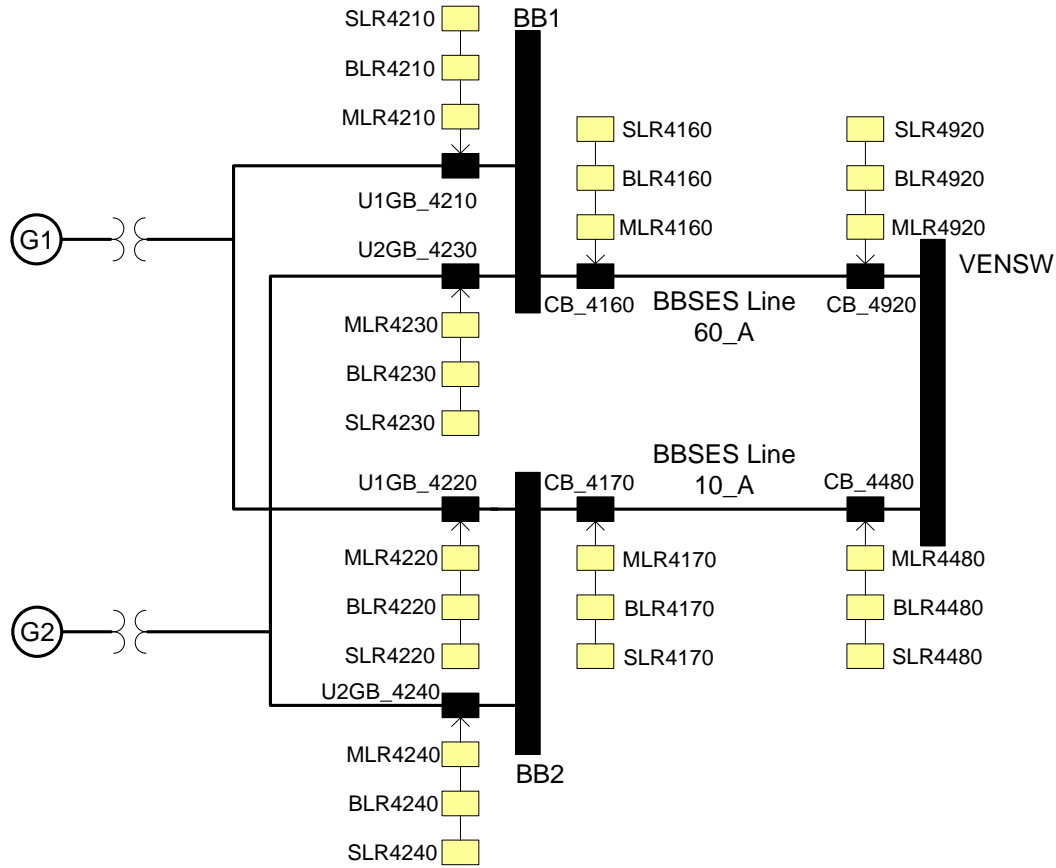 SLR4210
BB1
BLR4210
MLR4210
SLR4160
SLR4920
BLR4160
BLR4920
U1GB_4210
MLR4160
MLR4920
G1
U2GB_4230
VENSW
CB_4160
BBSES Line
60_A
CB_4920
MLR4230
BLR4230
SLR4230
U1GB_4220
CB_4170
BBSES Line
10_A
CB_4480
MLR4220
MLR4170
MLR4480
BLR4220
BLR4170
BLR4480
G2
SLR4220
SLR4170
SLR4480
U2GB_4240
MLR4240
BB2
BLR4240
SLR4240